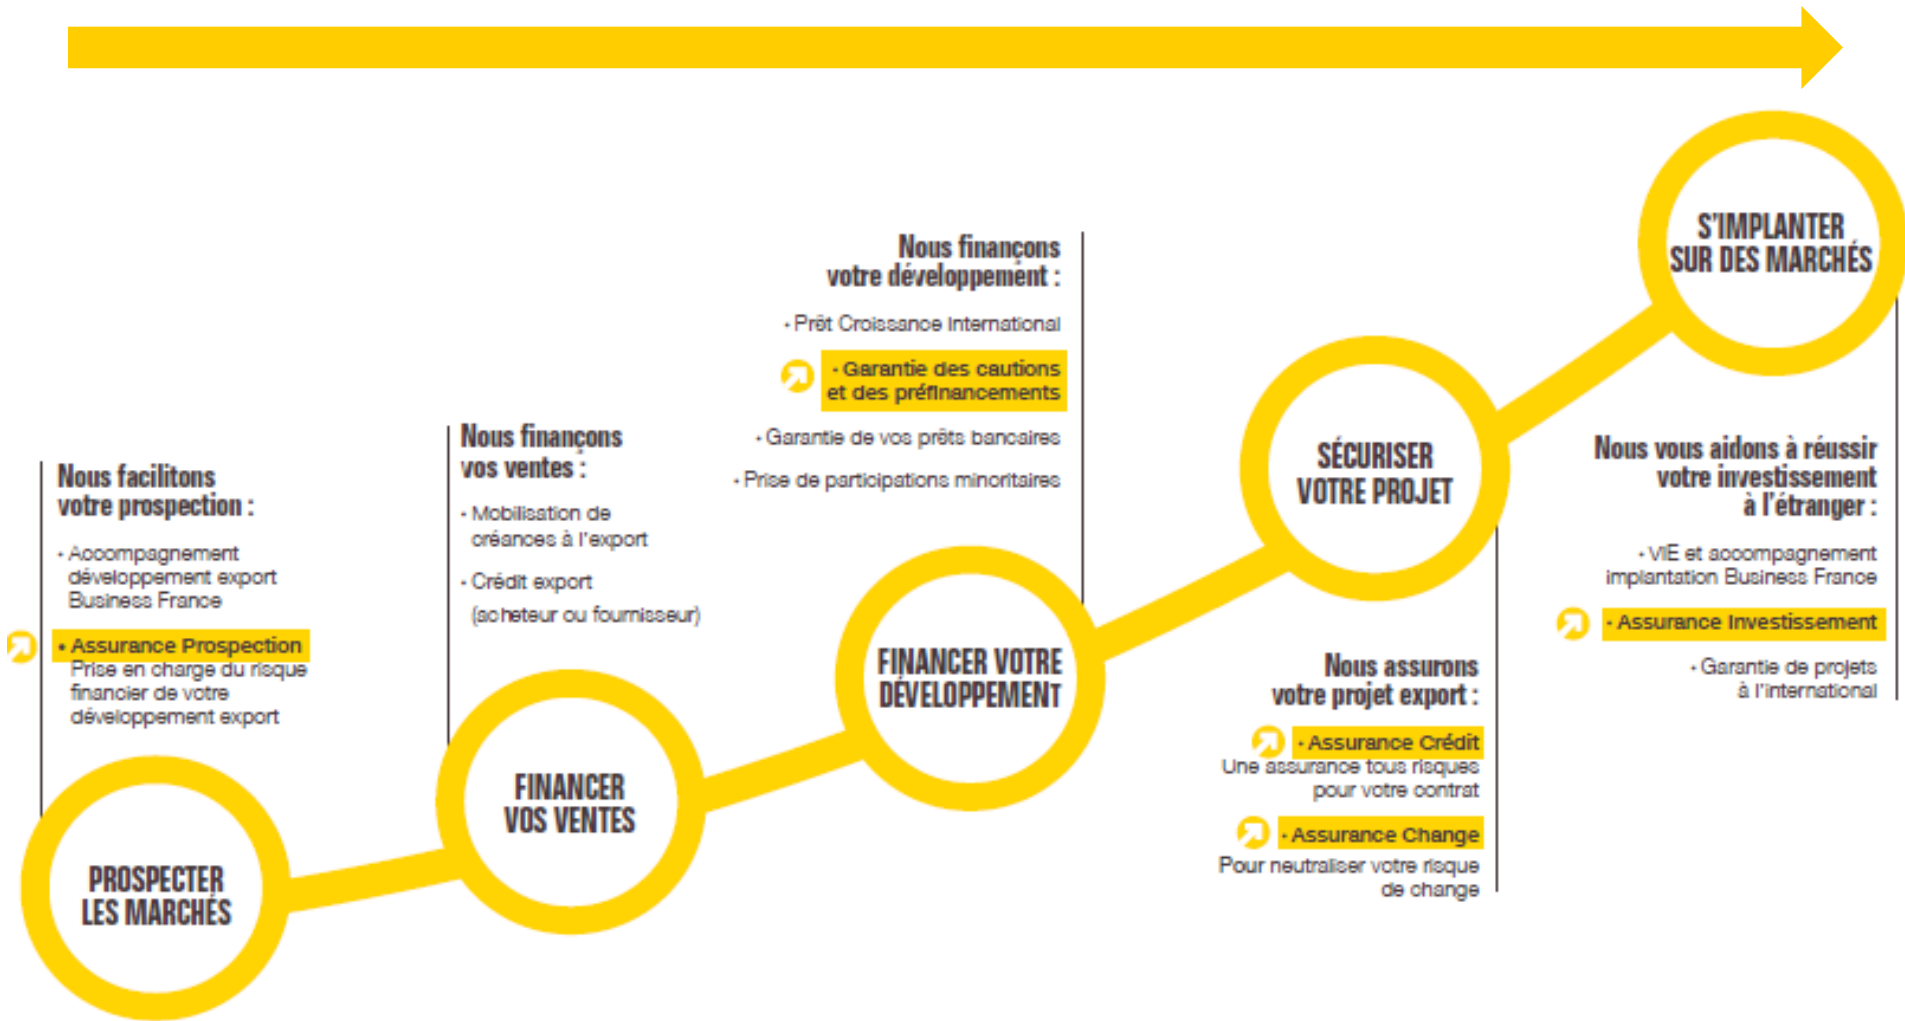 Nous facilitons
votre prospection :
• Accompagnement
développement export
Business France
• Assurance Prospection
Prise en charge du risque
financier de votre
développement export
PROSPECTER
LES MARCHÉS
Nous finançons
vos ventes :
• Mobilisation de
créances à l'export
• Crédit export
(acheteur ou fournisseur)
FINANCER
VOS VENTES
Nous finançons
votre développement :
• Prêt Croissance International
• Garantie des cautions
et des préfinancements
• Garantie de vos prêts bancaires
• Prise de participations minoritaires
FINANCER VOTRE
DÉVELOPPEMENT
SÉCURISER
VOTRE PROJET
Nous assurons
votre projet export :
• Assurance Crédit
Une assurance tous risques
pour votre contrat
• Assurance Change
Pour neutraliser votre risque
de change
S'IMPLANTER
SUR DES MARCHÉS
Nous vous aidons à réussir
votre investissement
à l'étranger :
• VIE et accompagnement
implantation Business France
• Assurance Investissement
• Garantie de projets
à l'international